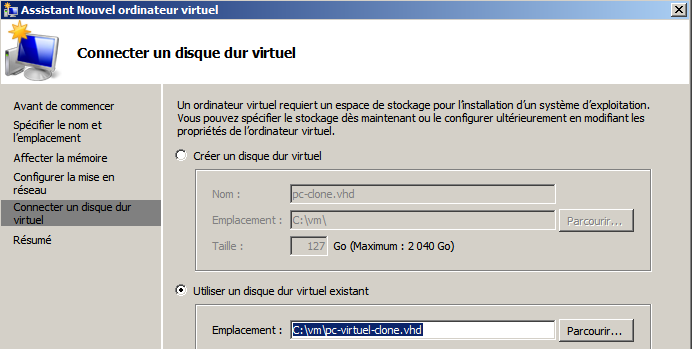 Assistant Nouvel ordinateur virtuel
Connecter un disque dur virtuel
Avant de commencer
Spécifier le nom et
l'emplacement
Affecter la mémoire
Configurer la mise en
réseau
Connecter un disque dur
virtuel
Résumé
Un ordinateur virtuel requiert un espace de stockage pour l'installation d'un système d'exploitation.
Vous pouvez spécifier le stockage dès maintenant ou le configurer ultérieurement en modifiant les
propriétés de l'ordinateur virtuel.
Créer un disque dur virtuel
Nom : pc-clone.vhd
Emplacement : C:\vm\ Parcourir...
Taille : 127 Go (Maximum : 2 040 Go)
Utiliser un disque dur virtuel existant
Emplacement : C:\vm\pc-virtuel-clone.vhd Parcourir...